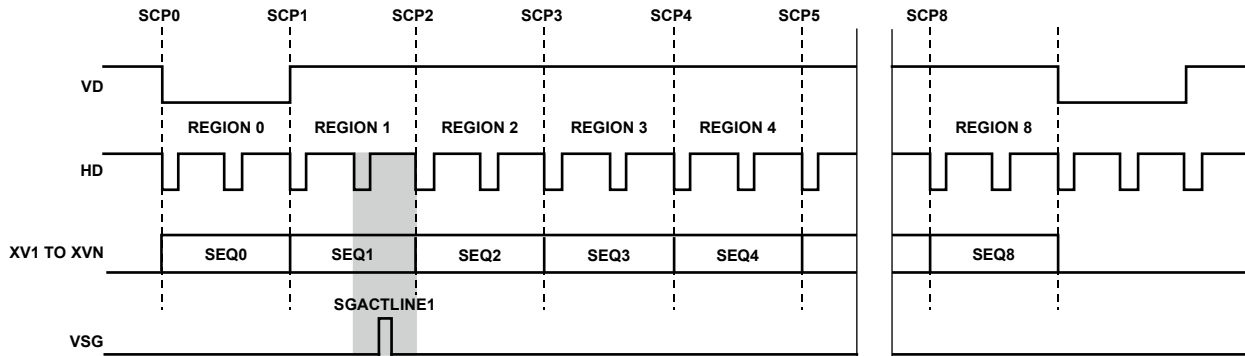 SCP0 SCP1 SCP2 SCP3 SCP4 SCP5 SCP8
VD
REGION 0 REGION 1 REGION 2 REGION 3 REGION 4 REGION 8
HD
XV1 TO XVN SEQ0 SEQ1 SEQ2 SEQ3 SEQ4 SEQ8
SGACTLINE1
VSG